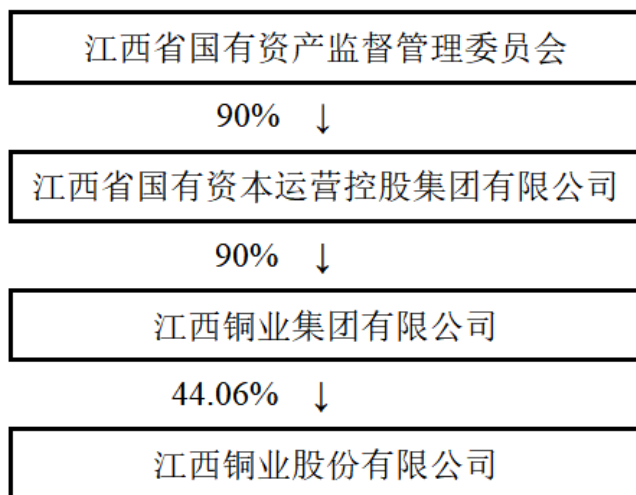 江西省国有资产监督管理委员会
90% ↓
江西省国有资本运营控股集团有限公司
90% ↓
江西铜业集团有限公司
44.06% ↓
江西铜业股份有限公司